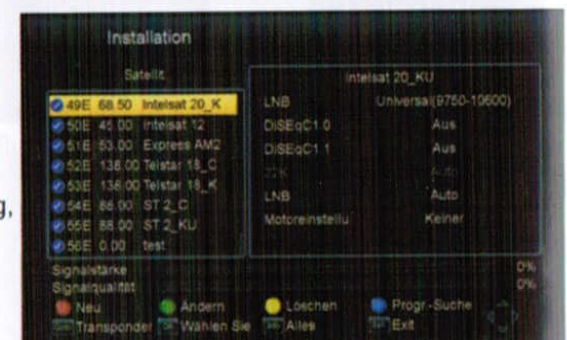 Installation
Satellit
49E 68.50 Intelsat 20_K
50E 45.00 Intelsat 12
51E 53.00 Express AM2
52E 138.00 Telstar 18_C
53E 138.00 Telstar 18_K
54E 88.00 ST 2_C
55E 88.00 ST 2_KU
56E 0.00 test
Intelsat 20_KU
LNB Universal(9750-10600)
DiSEqC1.0 Aus
DiSEqC1.1 Aus
22K Auto
LNB Auto
Motoreinstellu Keiner
Signalstärke 0%
Signalqualität 0%
Neu Ändern Löschen Progr.-Suche
Transponder Wählen Sie Alles Exit
g,